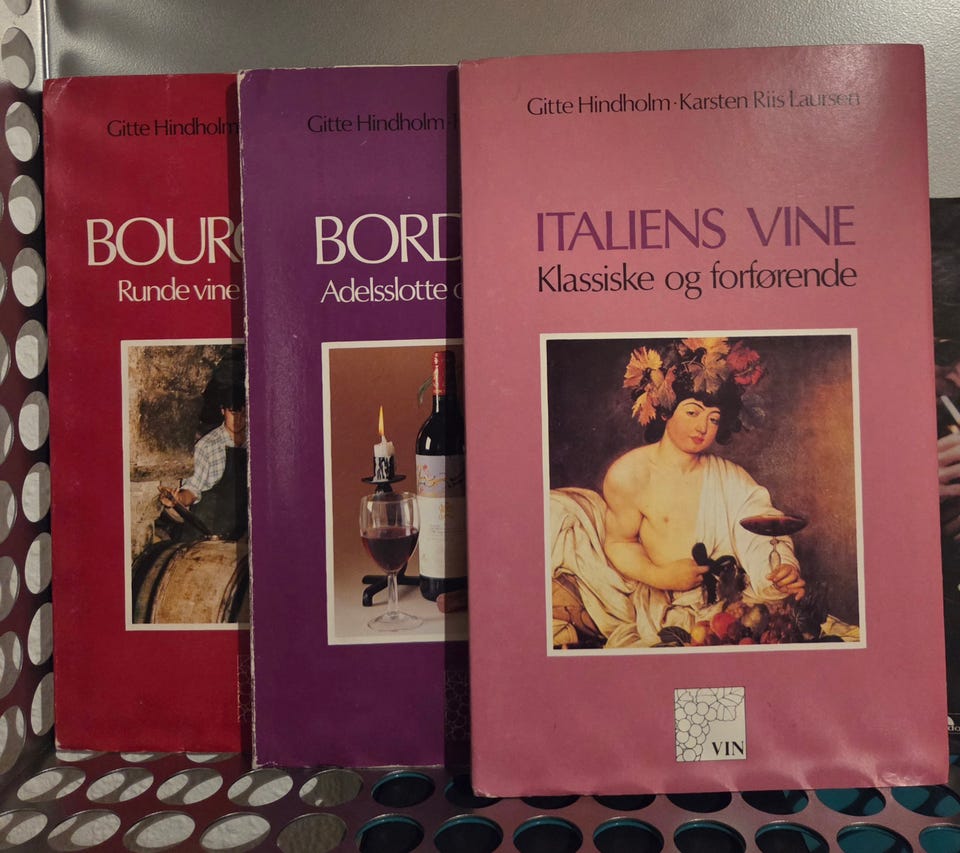 Gitte Hindholm
BOURG
Runde vine
Gitte Hindholm
BORD
Adelsslotte
Gitte Hindholm · Karsten Riis Laursen
ITALIENS VINE
Klassiske og forførende
VIN